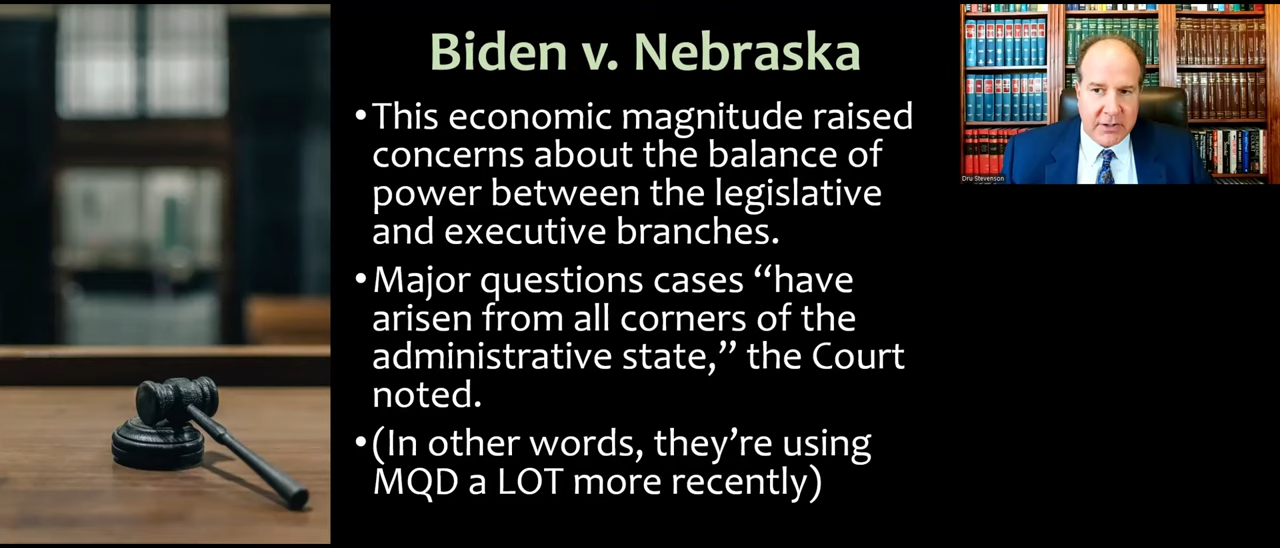 Biden v. Nebraska
•This economic magnitude raised
concerns about the balance of
power between the legislative
and executive branches.
•Major questions cases “have
arisen from all corners of the
administrative state,” the Court
noted.
•(In other words, they’re using
MQD a LOT more recently)
Dru Stevenson